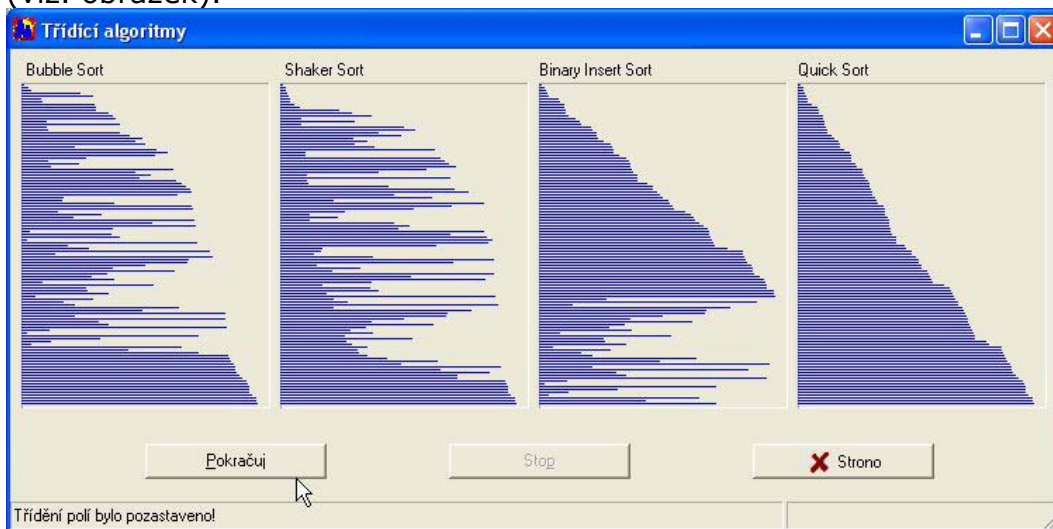 (viz. obrázek).
Třídící algoritmy
Bubble Sort
Shaker Sort
Binary Insert Sort
Quick Sort
Pokračuj
Stop
Strono
Třídění polí bylo pozastaveno!